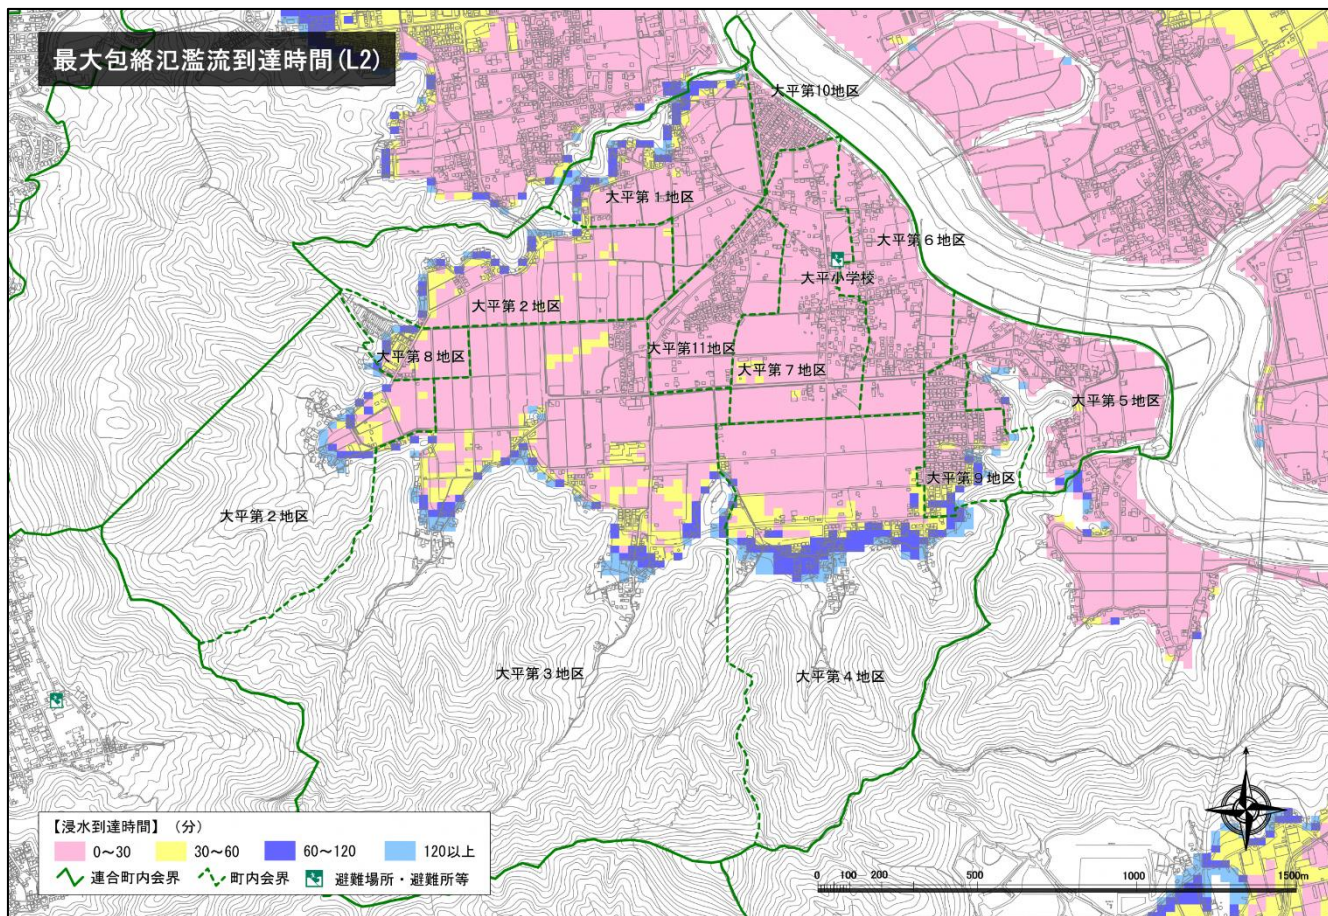 最大包絡氾濫流到達時間(L2)
大平第10地区
大平第1地区
大平第6地区
大平小学校
大平第2地区
大平第8地区
大平第11地区
大平第7地区
大平第5地区
大平第9地区
大平第2地区
大平第3地区
大平第4地区
【浸水到達時間】 (分)
0～30 30～60 60～120 120以上
連合町内会界 町内会界 避難場所・避難所等
0 100 200 500 1000 1500m